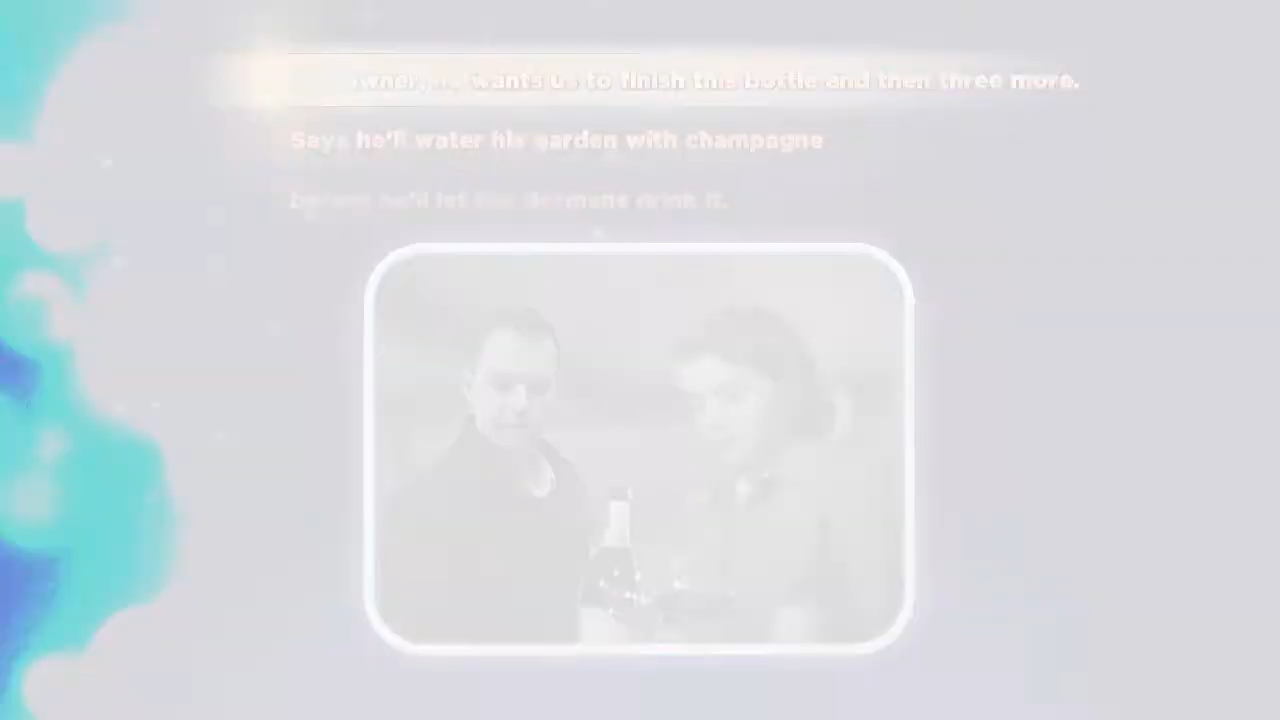 wants us to finish this bottle and then three more.
Says he'll water his garden with champagne
he'll let the Germans drink it.